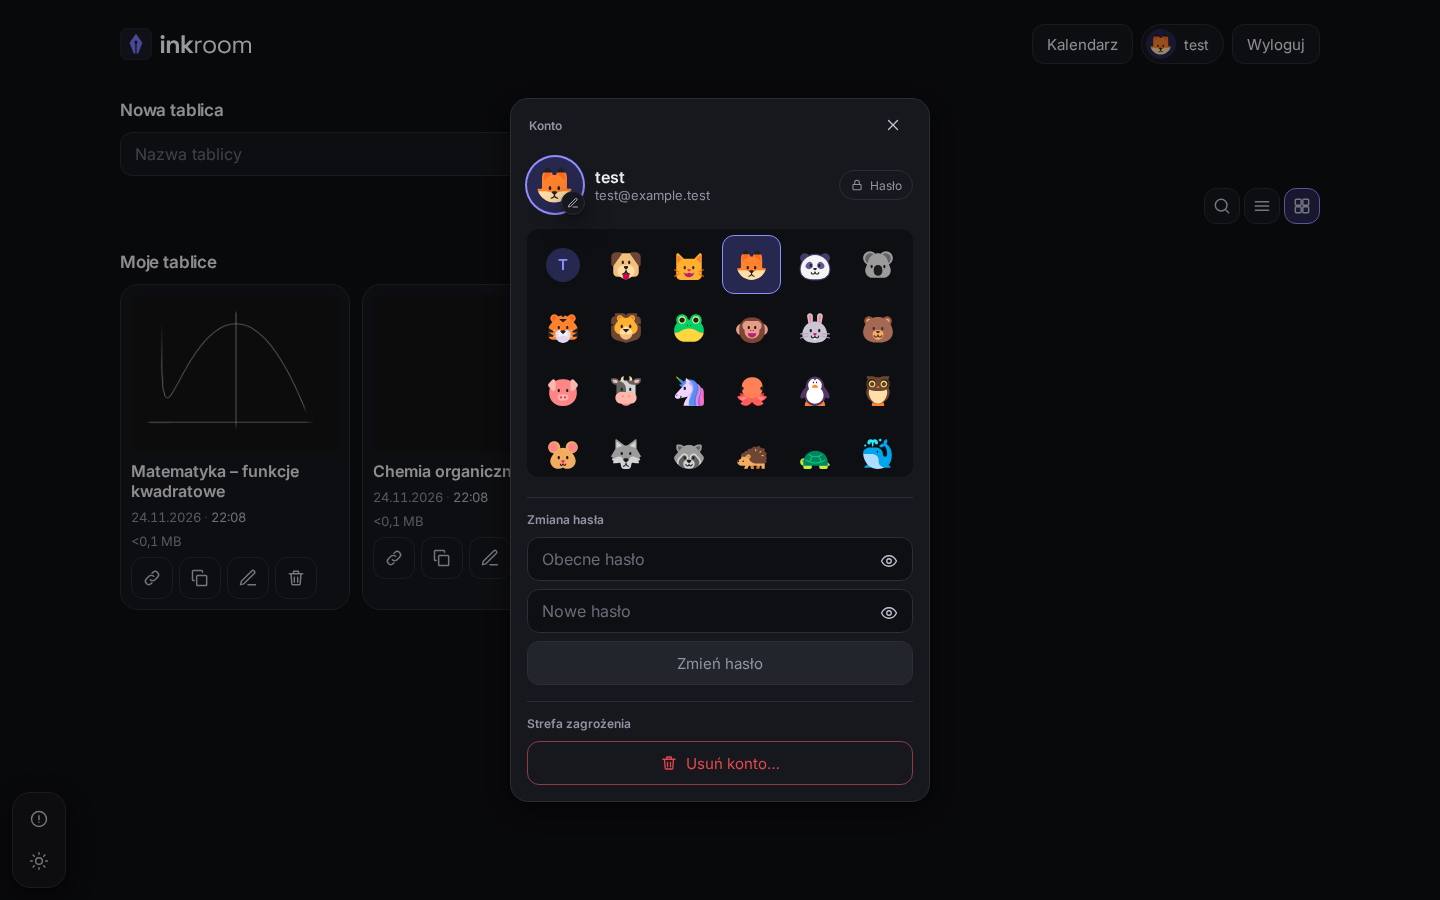 inkroom
Kalendarz
test
Wyloguj
Nowa tablica
Nazwa tablicy
Moje tablice
Matematyka – funkcje
kwadratowe
24.11.2026 · 22:08
<0,1 MB
24.11.2026 · 22:08
<0,1 MB
Chemia
Konto
test
test@example.test
Hasło
T
Zmiana hasła
Obecne hasło
Nowe hasło
Zmień hasło
Strefa zagrożenia
Usuń konto...